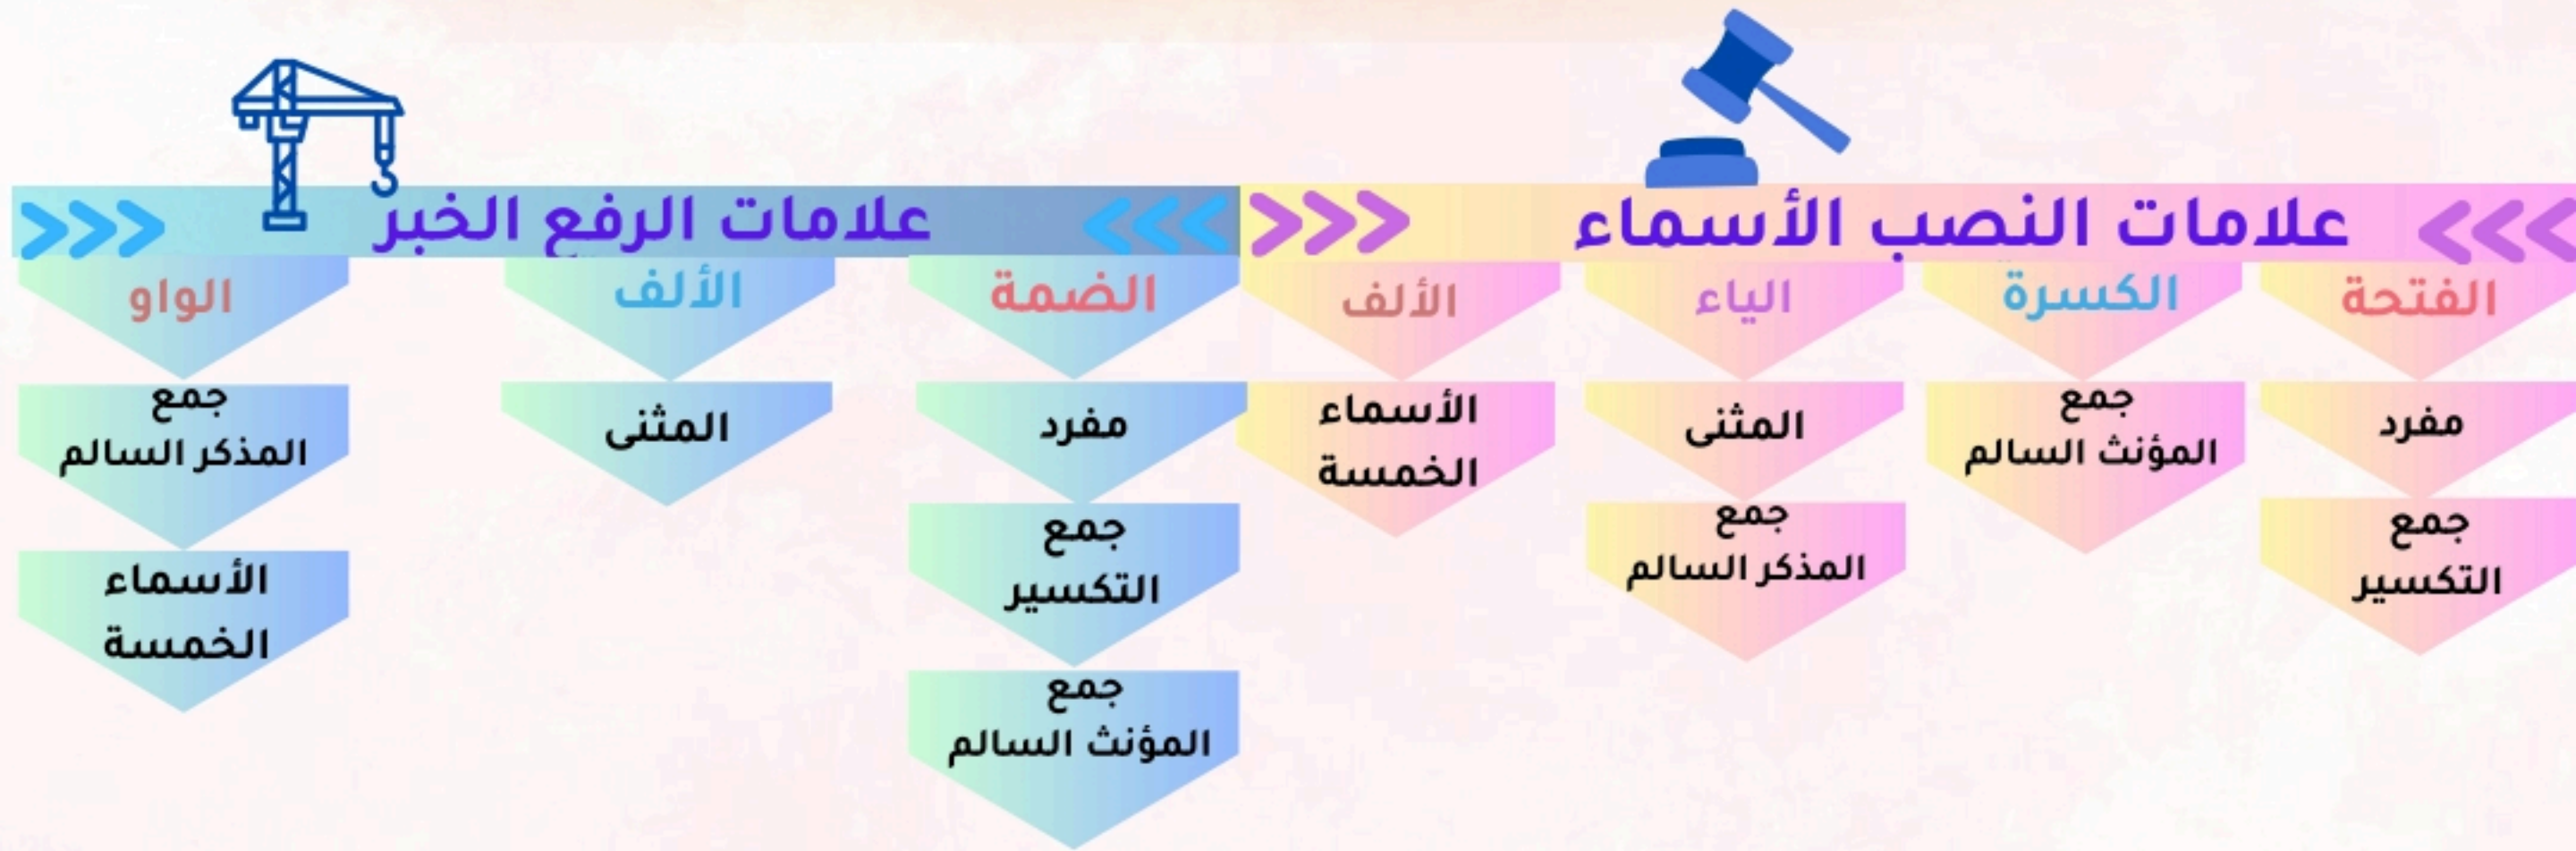 علامات النصب الأسماء
الفتحة
مفرد
جمع
التكسير
الكسرة
جمع
المؤنث السالم
الياء
المثنى
جمع
المذكر السالم
الألف
الأسماء
الخمسة
علامات الرفع الخبر
الضمة
مفرد
جمع
التكسير
جمع
المؤنث السالم
الألف
المثنى
الواو
جمع
المذكر السالم
الأسماء
الخمسة